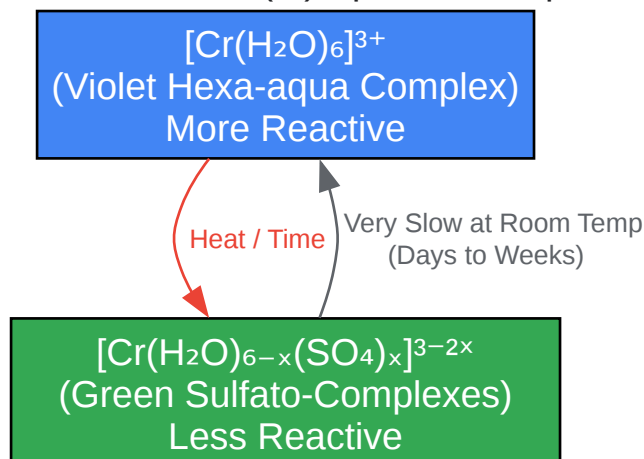 [Cr(H₂O)₆]³⁺
(Violet Hexa-aqua Complex)
More Reactive
Heat / Time
Very Slow at Room Temp
(Days to Weeks)
[Cr(H₂O)₆₋ₓ(SO₄)ₓ]³⁻²ˣ
(Green Sulfato-Complexes)
Less Reactive